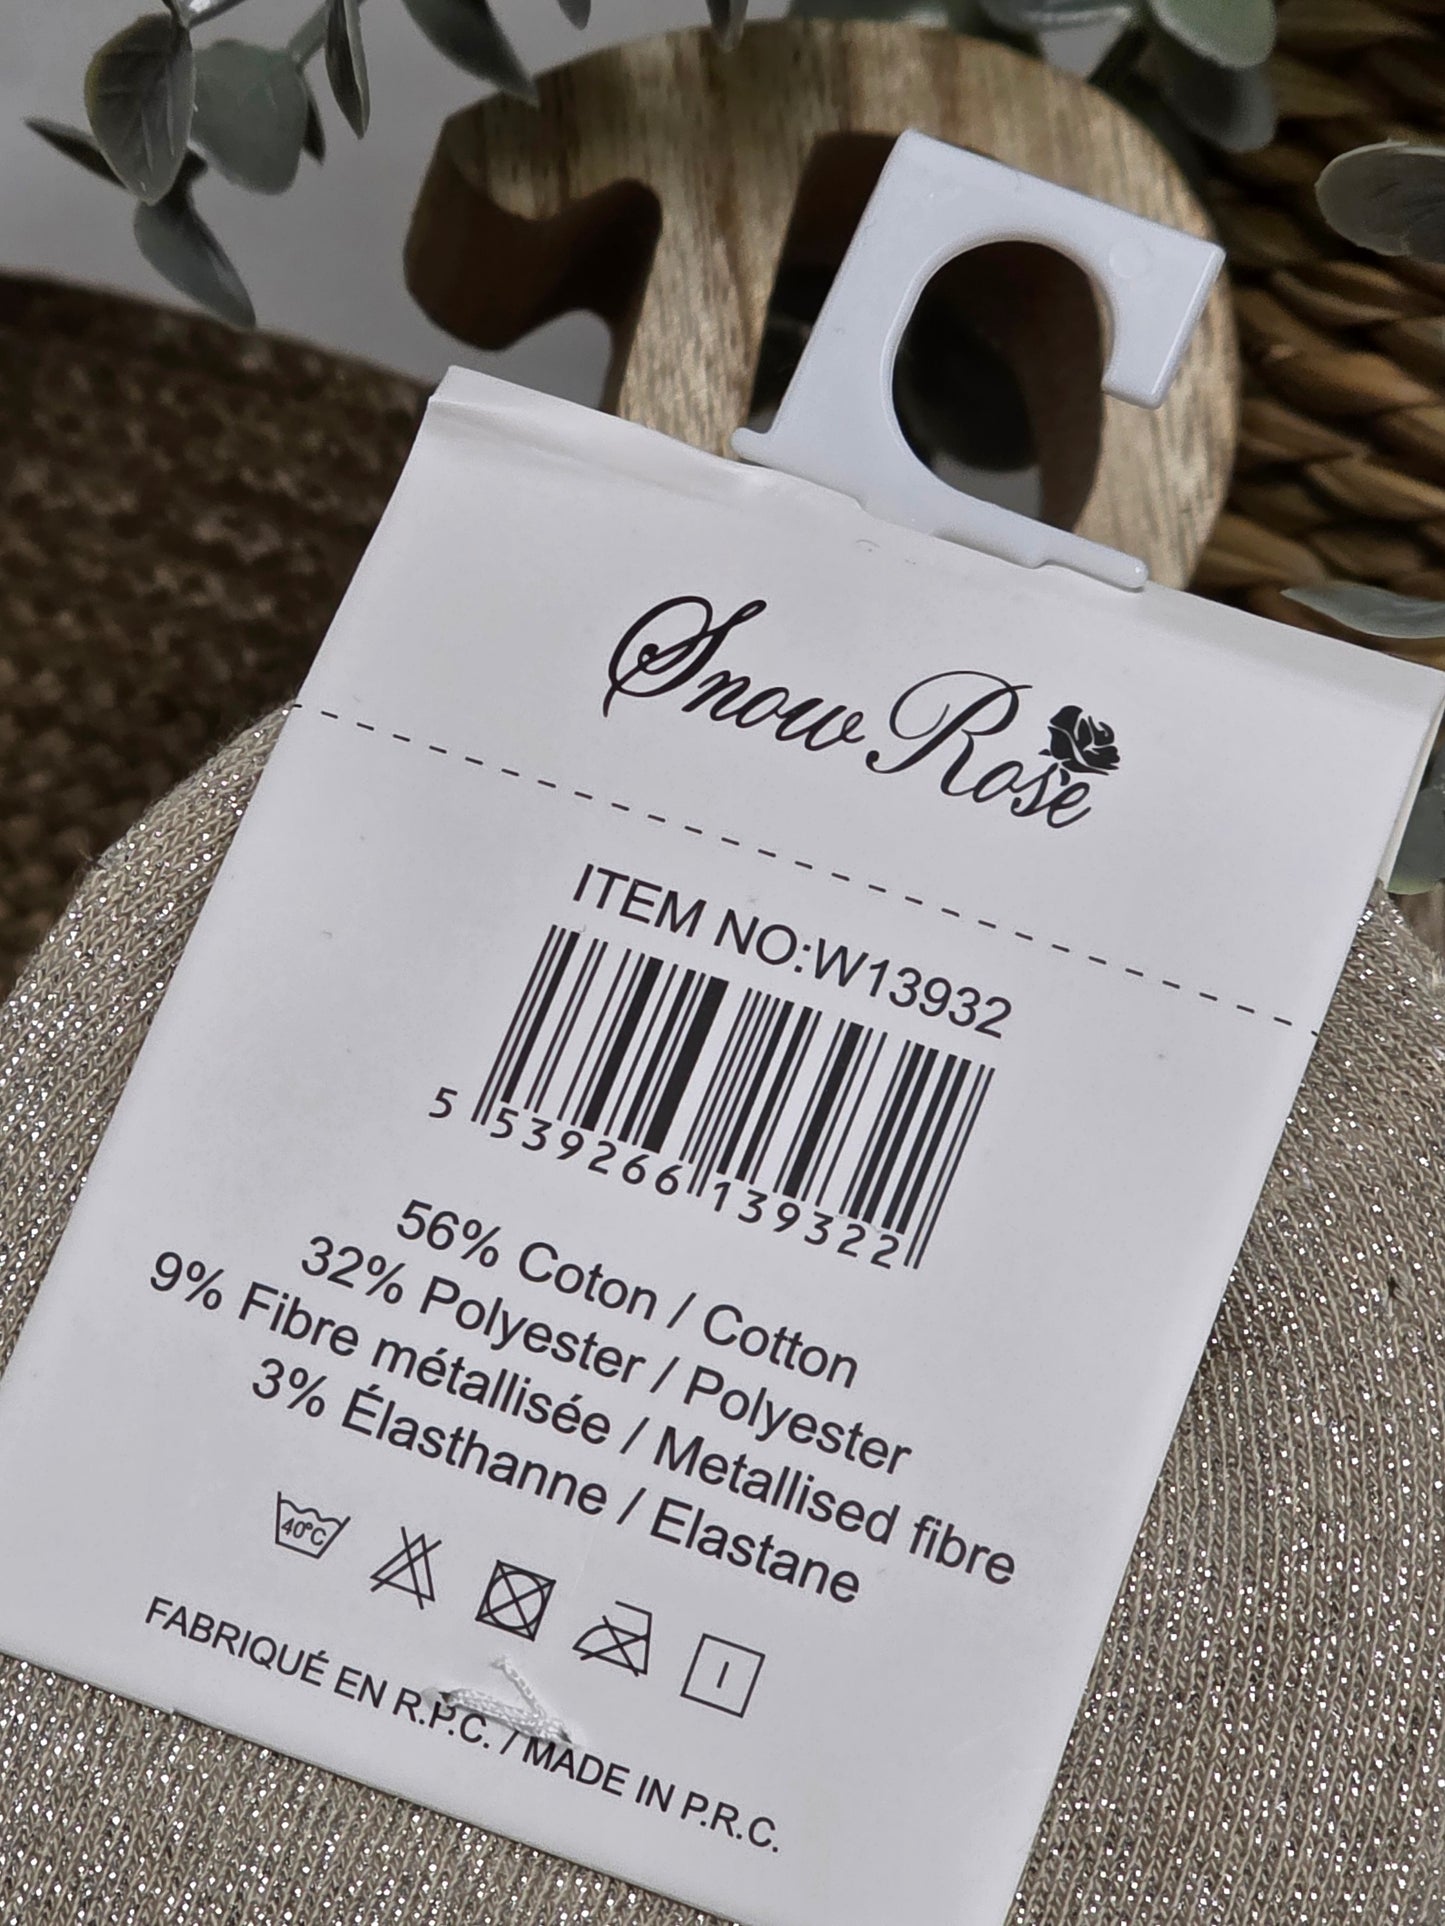 Snow Rose
ITEM NO:W13932
5 539266 139322
56% Coton / Cotton
32% Polyester / Polyester
9% Fibre métallisée / Metallised fibre
3% Élasthanne / Elastane
40°C
FABRIQUÉ EN R.P.C. / MADE IN P.R.C.